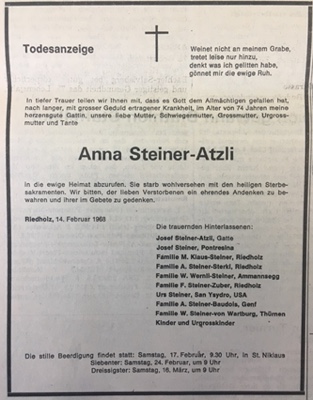 Todesanzeige
Weinet nicht an meinem Grabe,
tretet leise nur hinzu,
denkt was ich gelitten habe,
gönnet mir die ewige Ruh.
In tiefer Trauer teilen wir Ihnen mit, dass es Gott dem Allmächtigen gefallen hat,
nach langer, mit grosser Geduld ertragener Krankheit, im Alter von 74 Jahren meine
herzensgute Gattin, unsere liebe Mutter, Schwiegermutter, Grossmutter, Urgross-
mutter und Tante
Anna Steiner-Atzli
in die ewige Heimat abzurufen. Sie starb wohlversehen mit den heiligen Sterbe-
sakramenten. Wir bitten, der lieben Verstorbenen ein ehrendes Andenken zu be-
wahren und ihrer im Gebete zu gedenken.
Riedholz, 14. Februar 1968
Die trauernden Hinterlassenen:
Josef Steiner-Atzli, Gatte
Josef Steiner, Pontresina
Familie M. Klaus-Steiner, Riedholz
Familie A. Steiner-Sterki, Riedholz
Familie W. Wernli-Steiner, Ammannsegg
Familie F. Steiner-Zuber, Riedholz
Urs Steiner, San Ysydro, USA
Familie A. Steiner-Baudois, Genf
Familie W. Steiner-von Wartburg, Thürnen
Kinder und Urgrosskinder
Die stille Beerdigung findet statt: Samstag, 17. Februar, 9.30 Uhr, in St. Niklaus
Siebenter: Samstag, 24. Februar, um 9 Uhr
Dreissigster: Samstag, 16. März, um 9 Uhr